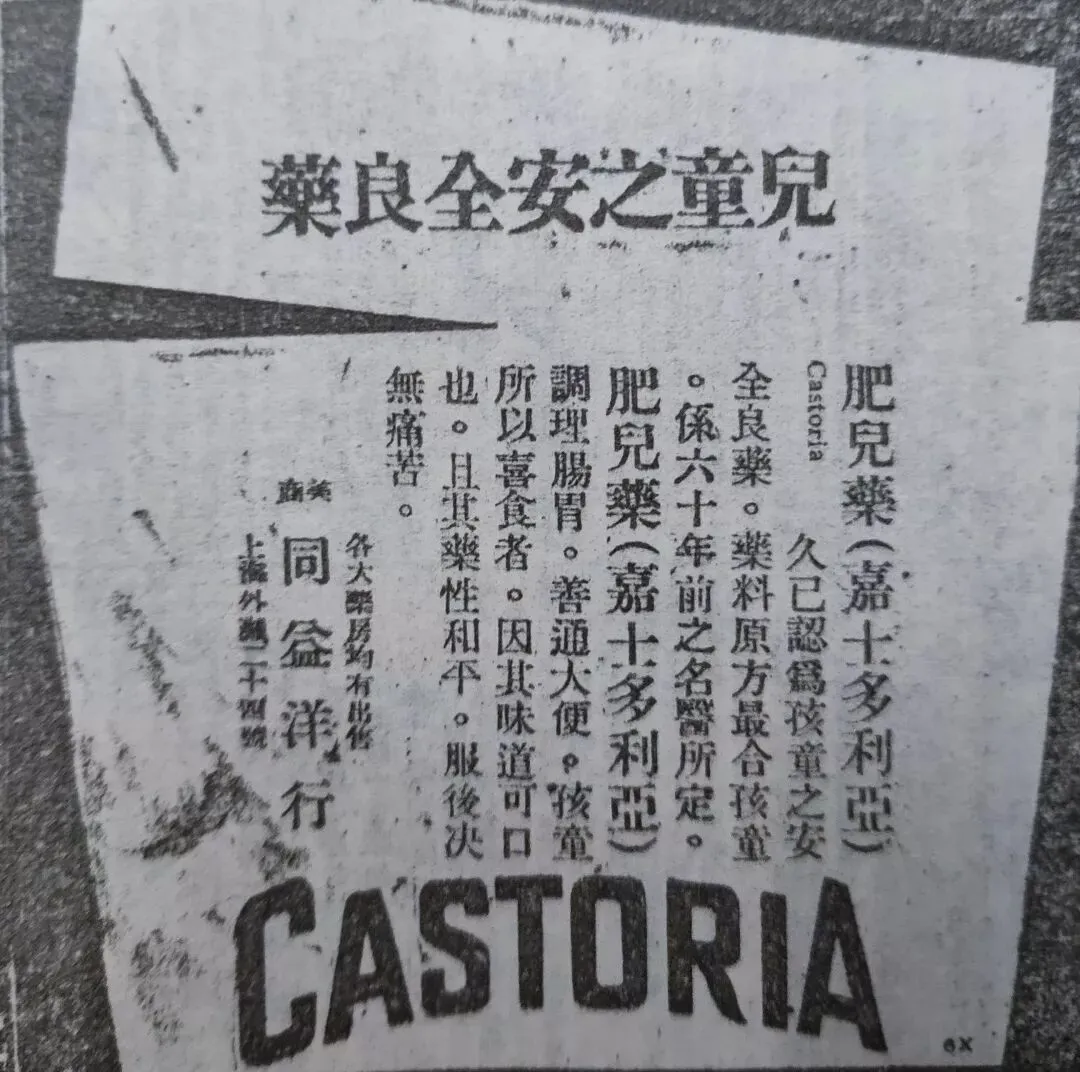 兒童之安全良藥
肥兒藥(嘉士多利亞)
Castoria
久已認爲孩童之安
全良藥。藥料原方最合孩童
。係六十年前之名醫所定。
肥兒藥(嘉士多利亞)
調理腸胃。善通大便。孩童
所以喜食者。因其味道可口
也。且其藥性和平。服後决
無痛苦。
各大藥房均有出售
美商
同益洋行
上海外灘二十四號
CASTORIA
6X